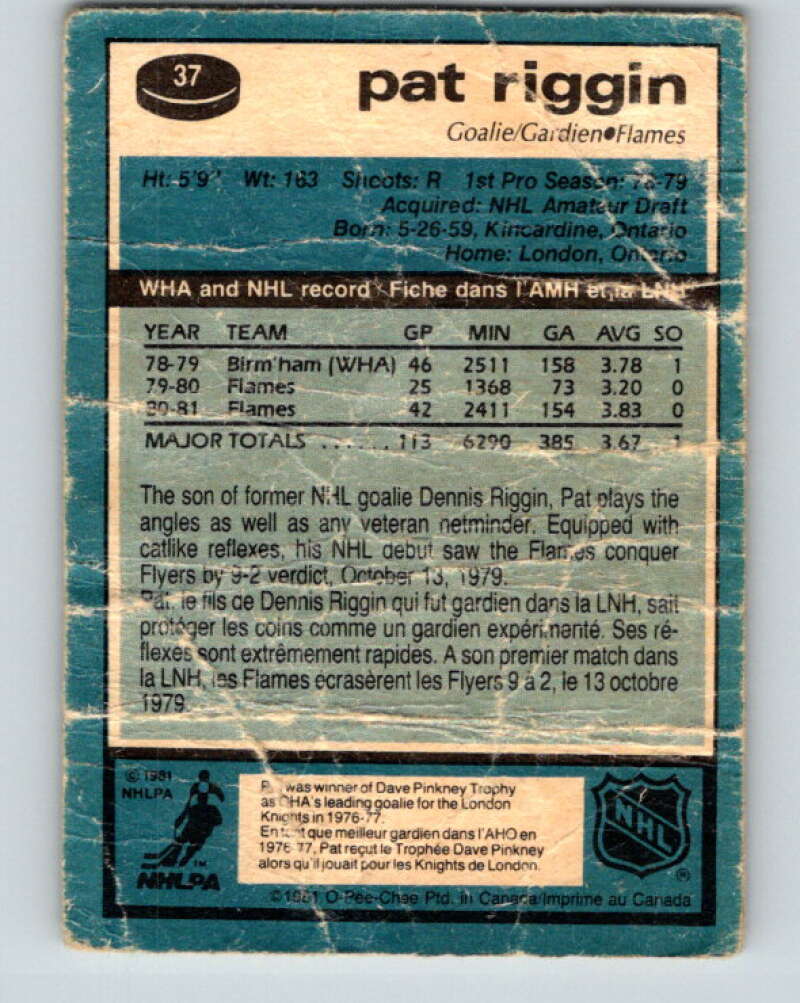 37
pat riggin
Goalie/Gardien•Flames
Ht: 5'9" Wt: 163 Shoots: R 1st Pro Season: 78-79
Acquired: NHL Amateur Draft
Born: 5-26-59, Kincardine, Ontario
Home: London, Ontario
WHA and NHL record Fiche dans l'AMH et la LNH
YEAR TEAM GP MIN GA AVG SO
78-79 Birm'ham (WHA) 46 2511 158 3.78 1
79-80 Flames 25 1368 73 3.20 0
80-81 Flames 42 2411 154 3.83 0
MAJOR TOTALS ...... 113 6290 385 3.67 1
The son of former NHL goalie Dennis Riggin, Pat plays the
angles as well as any veteran netminder. Equipped with
catlike reflexes, his NHL debut saw the Flames conquer
Flyers by 9-2 verdict, October 13, 1979.
Pat, le fils de Dennis Riggin qui fut gardien dans la LNH, sait
protéger les coins comme un gardien expérimenté. Ses ré-
flexes sont extrêmement rapides. A son premier match dans
la LNH, les Flames écrasèrent les Flyers 9 à 2, le 13 octobre
1979.
© 1981
NHLPA
TM
NHLPA
Pat was winner of Dave Pinkney Trophy
as OHA's leading goalie for the London
Knights in 1976-77.
En tant que meilleur gardien dans l'AHO en
1976-77, Pat reçut le Trophée Dave Pinkney
alors qu'il jouait pour les Knights de London.
NHL
®
©1981 O-Pee-Chee Ptd. in Canada/Imprime au Canada